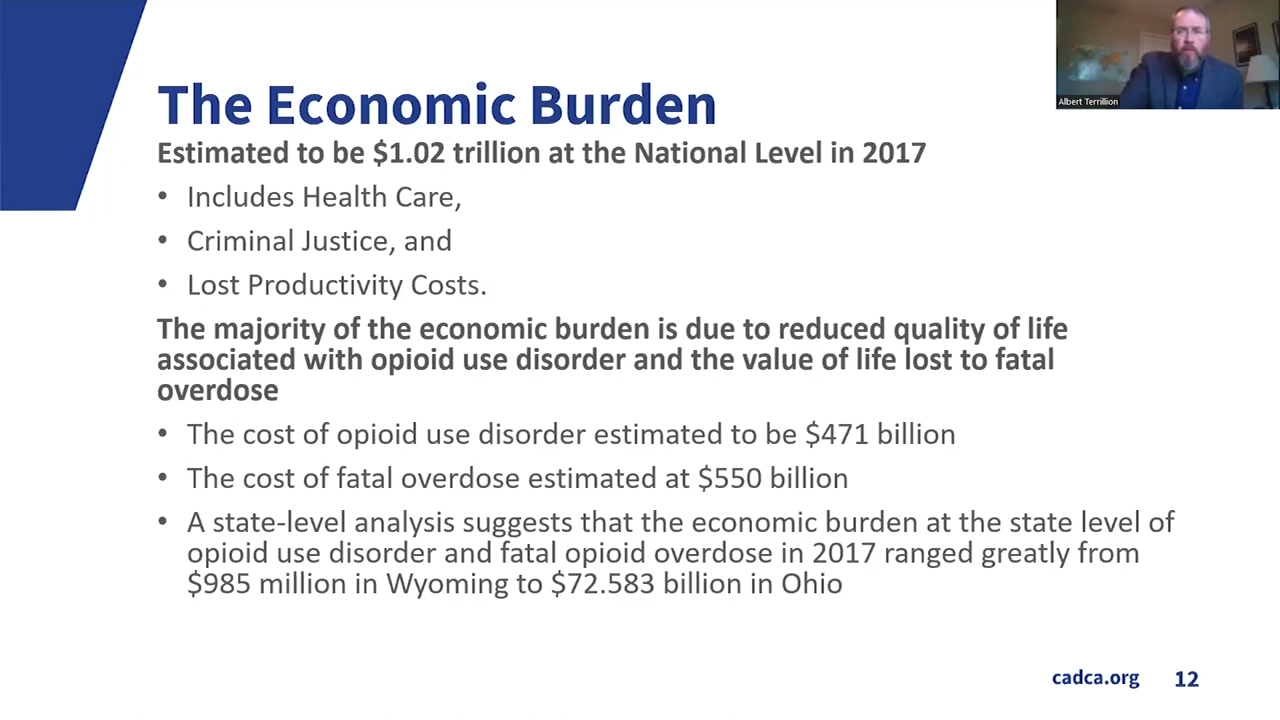 Albert Terrillion
The Economic Burden
Estimated to be $1.02 trillion at the National Level in 2017
• Includes Health Care,
• Criminal Justice, and
• Lost Productivity Costs.
The majority of the economic burden is due to reduced quality of life
associated with opioid use disorder and the value of life lost to fatal
overdose
• The cost of opioid use disorder estimated to be $471 billion
• The cost of fatal overdose estimated at $550 billion
• A state-level analysis suggests that the economic burden at the state level of
opioid use disorder and fatal opioid overdose in 2017 ranged greatly from
$985 million in Wyoming to $72.583 billion in Ohio
cadca.org 12